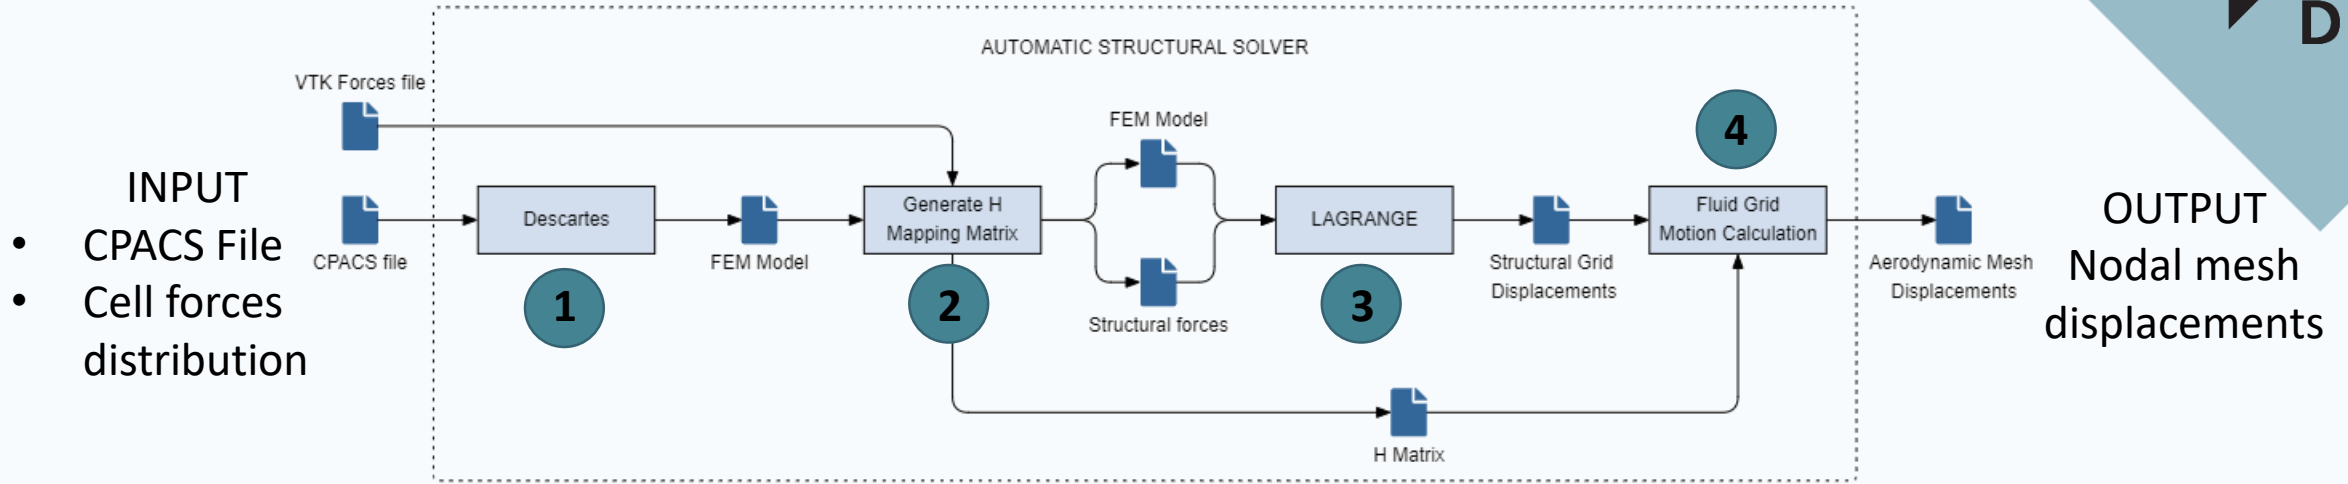 D
AUTOMATIC STRUCTURAL SOLVER
VTK Forces file
INPUT
• CPACS File
• Cell forces
distribution
CPACS file
Descartes
1
FEM Model
Generate H
Mapping Matrix
2
FEM Model
Structural forces
LAGRANGE
3
Structural Grid
Displacements
4
Fluid Grid
Motion Calculation
H Matrix
Aerodynamic Mesh
Displacements
OUTPUT
Nodal mesh
displacements